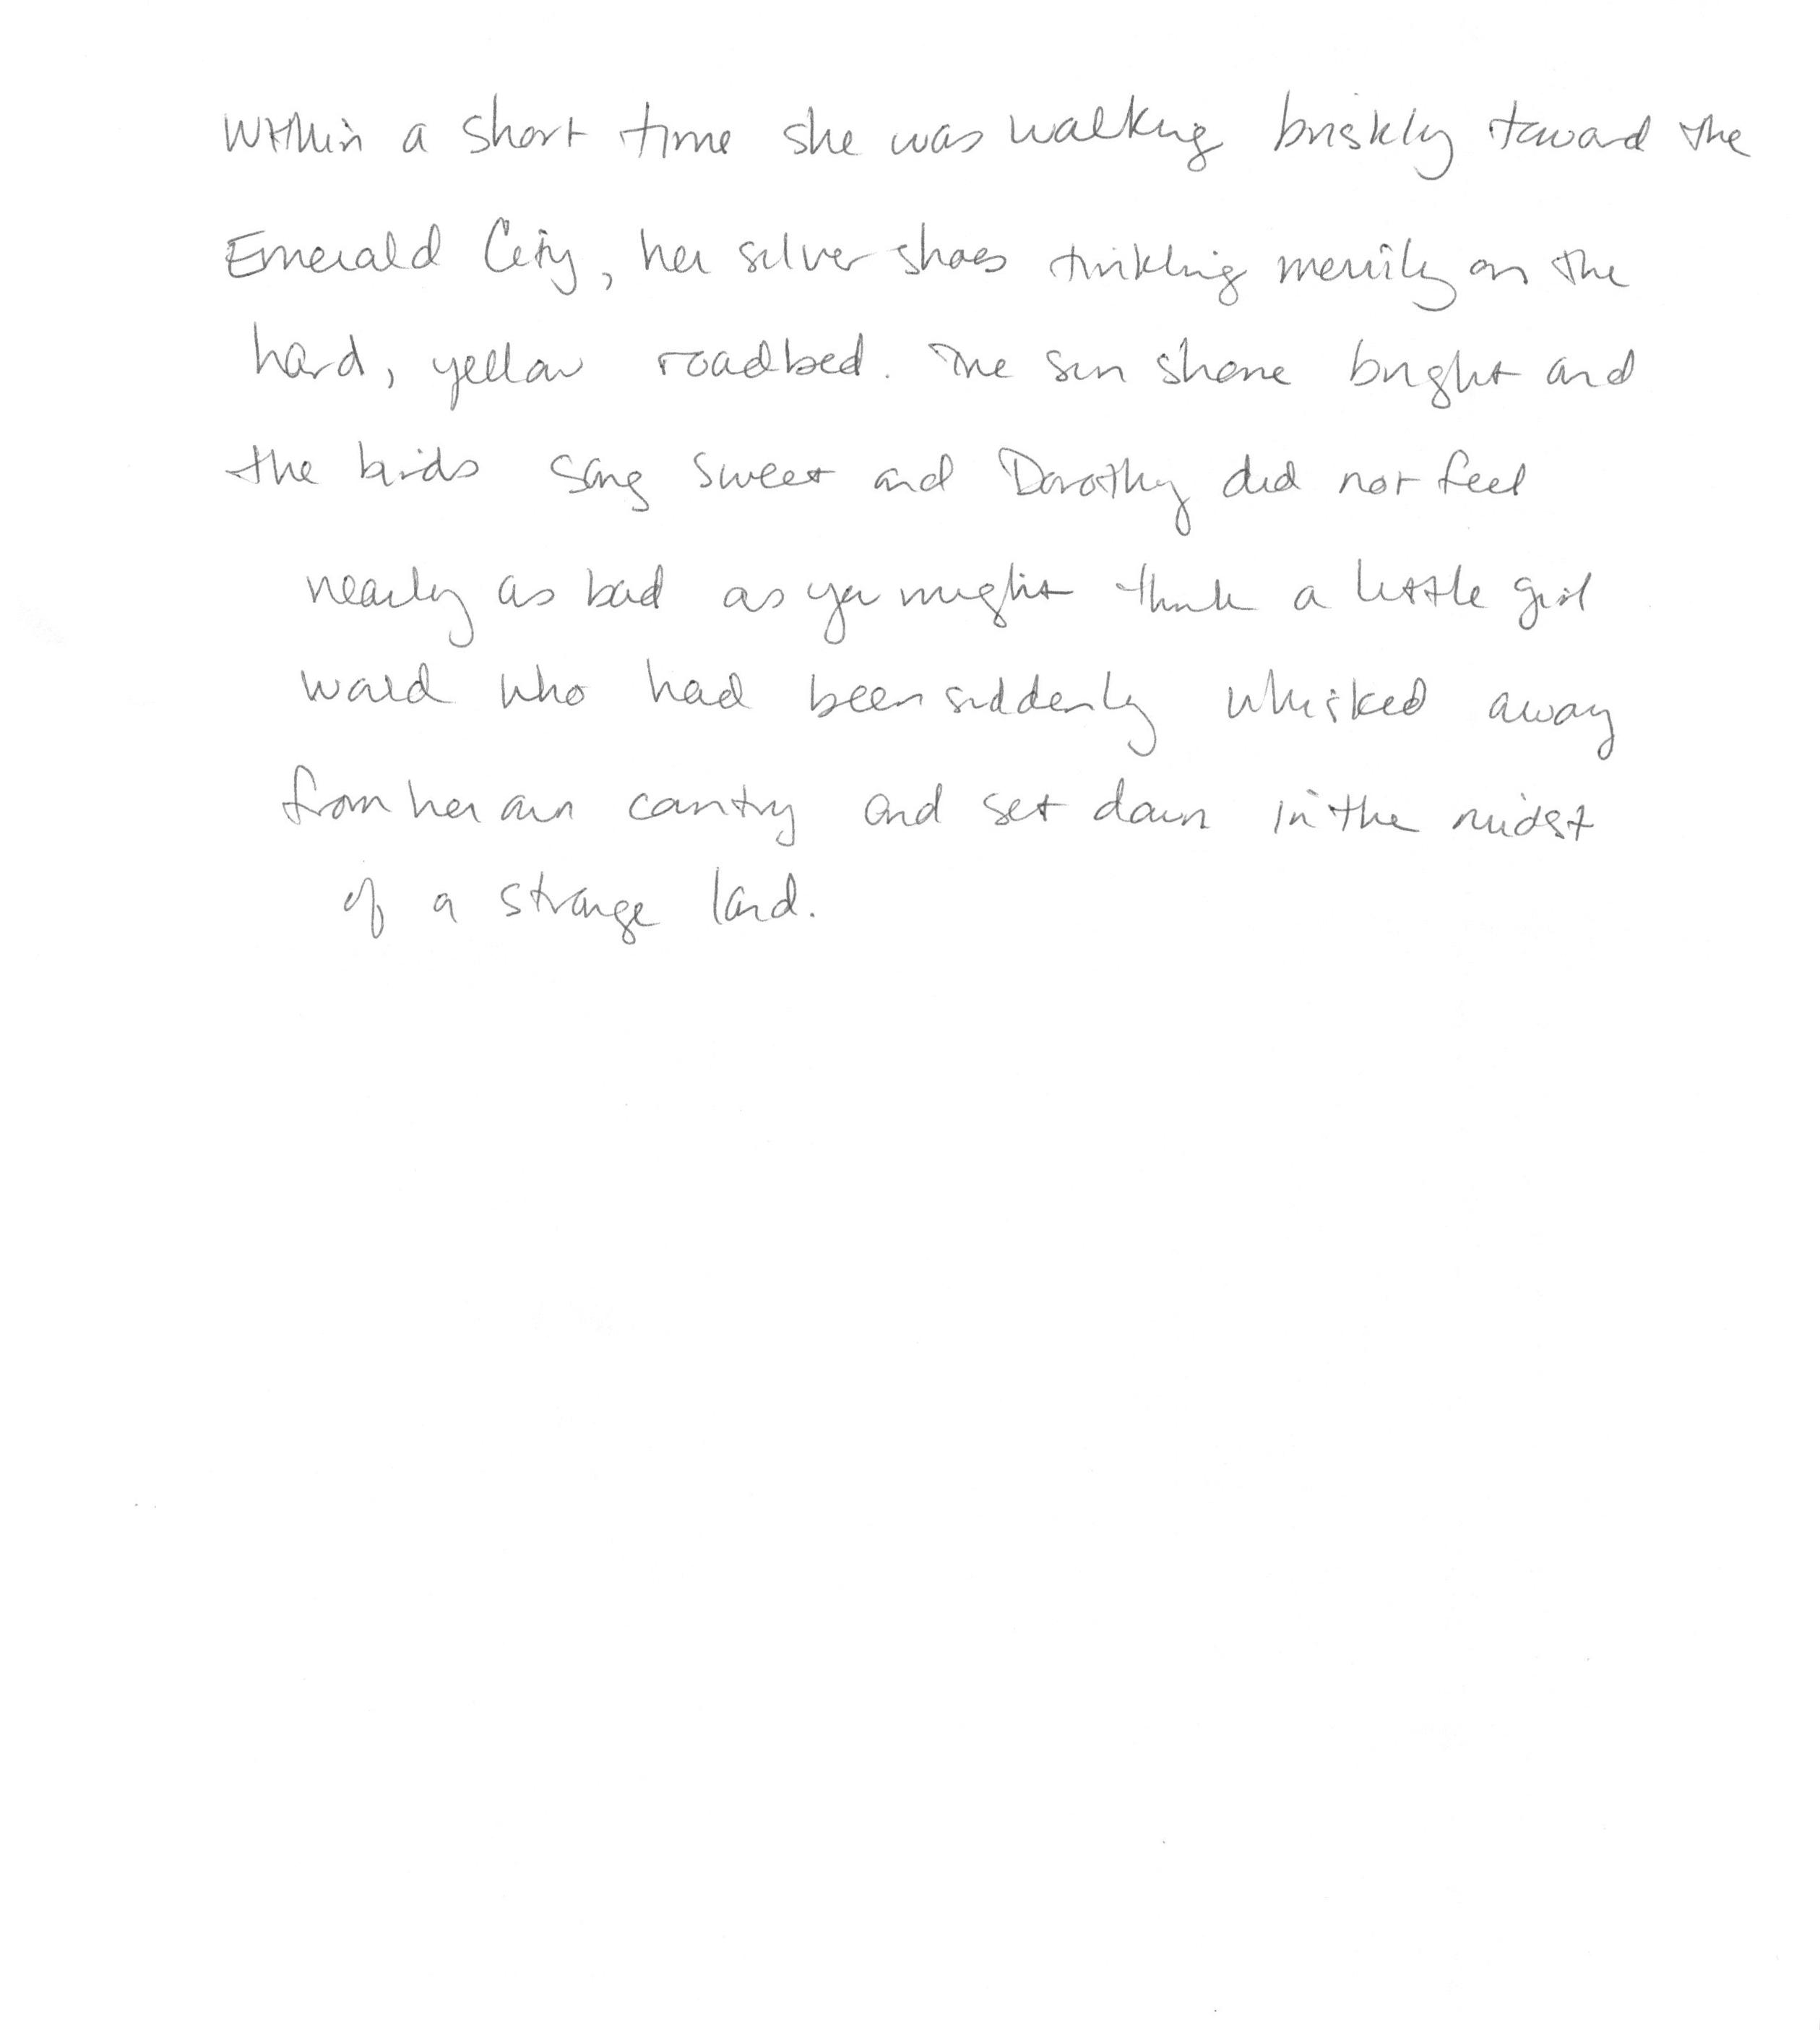 Within a short time she was walking briskly toward the
Emerald City, her silver shoes twinkling merrily on the
hard, yellow roadbed. The sun shone bright and
the birds sang sweet and Dorothy did not feel
nearly as bad as you might think a little girl
would who had been suddenly whisked away
from her own country and set down in the midst
of a strange land.